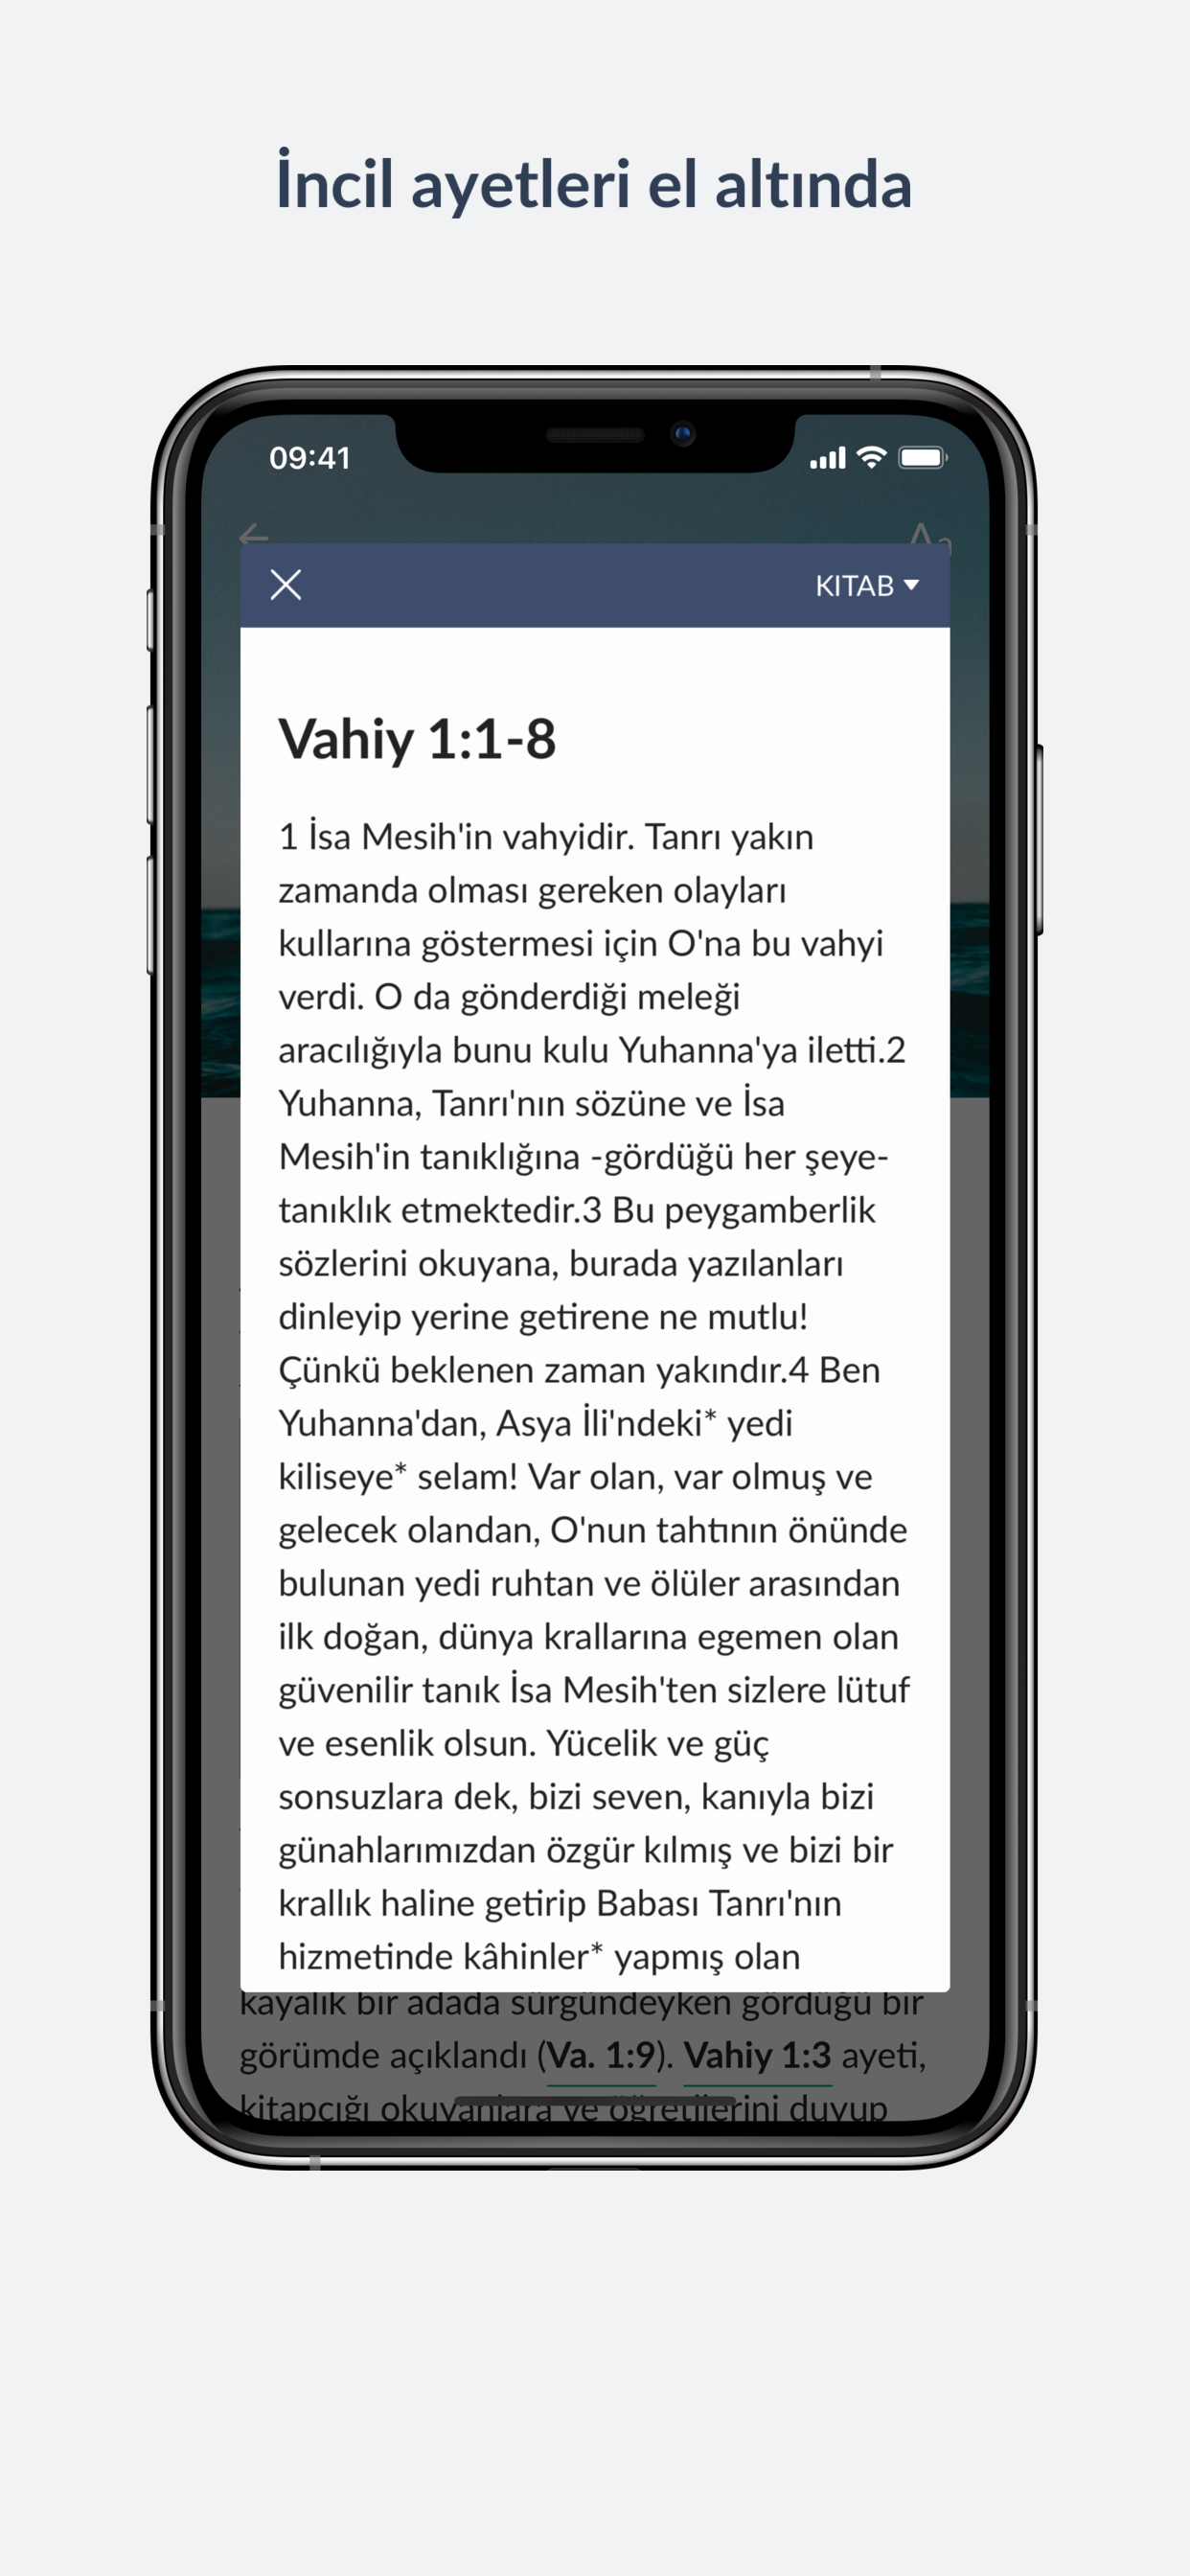 İncil ayetleri el altında
09:41
Aa
KITAB
Vahiy 1:1-8
1 İsa Mesih'in vahyidir. Tanrı yakın
zamanda olması gereken olayları
kullarına göstermesi için O'na bu vahyi
verdi. O da gönderdiği meleği
aracılığıyla bunu kulu Yuhanna'ya iletti.2
Yuhanna, Tanrı'nın sözüne ve İsa
Mesih'in tanıklığına -gördüğü her şeye-
tanıklık etmektedir.3 Bu peygamberlik
sözlerini okuyana, burada yazılanları
dinleyip yerine getirene ne mutlu!
Çünkü beklenen zaman yakındır.4 Ben
Yuhanna'dan, Asya İli'ndeki* yedi
kiliseye* selam! Var olan, var olmuş ve
gelecek olandan, O'nun tahtının önünde
bulunan yedi ruhtan ve ölüler arasından
ilk doğan, dünya krallarına egemen olan
güvenilir tanık İsa Mesih'ten sizlere lütuf
ve esenlik olsun. Yücelik ve güç
sonsuzlara dek, bizi seven, kanıyla bizi
günahlarımızdan özgür kılmış ve bizi bir
krallık haline getirip Babası Tanrı'nın
hizmetinde kâhinler* yapmış olan
kayalık bir adada sürgündeyken gördüğü bir
görümde açıklandı (Va. 1:9). Vahiy 1:3 ayeti,
kitapçığı okuyanlara ve öğretilerini duyup